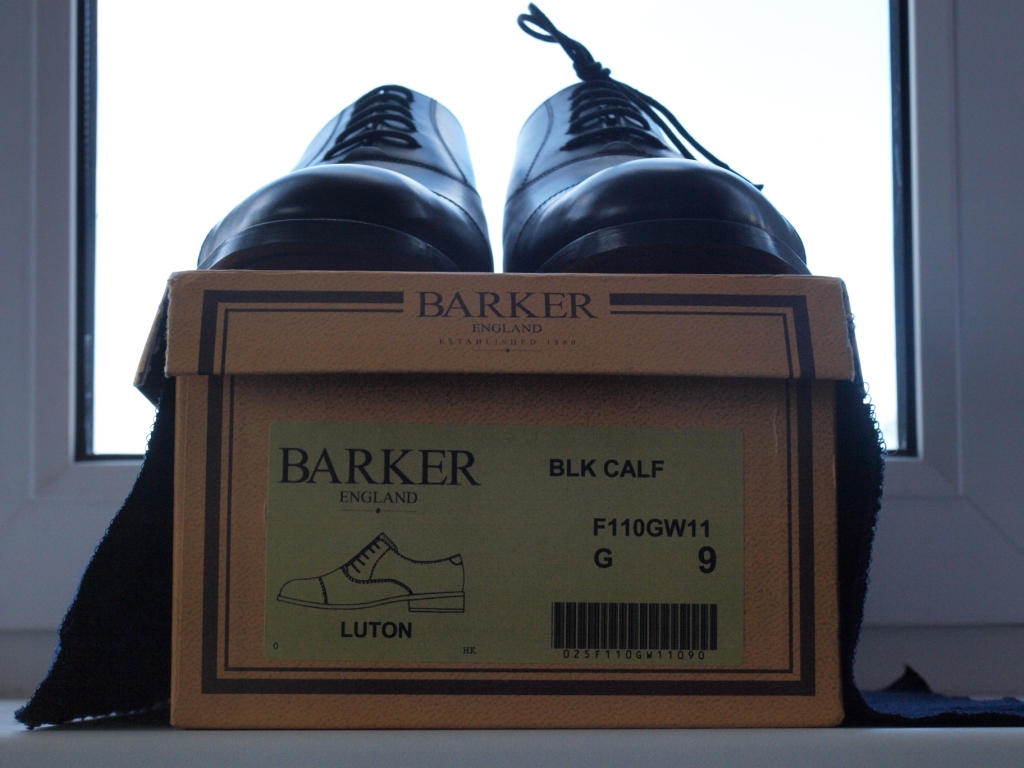 BARKER
ENGLAND
ESTABLISHED 1880
BARKER
ENGLAND
BLK CALF
F110GW11
G 9
LUTON
0
HK
025F110GW11090